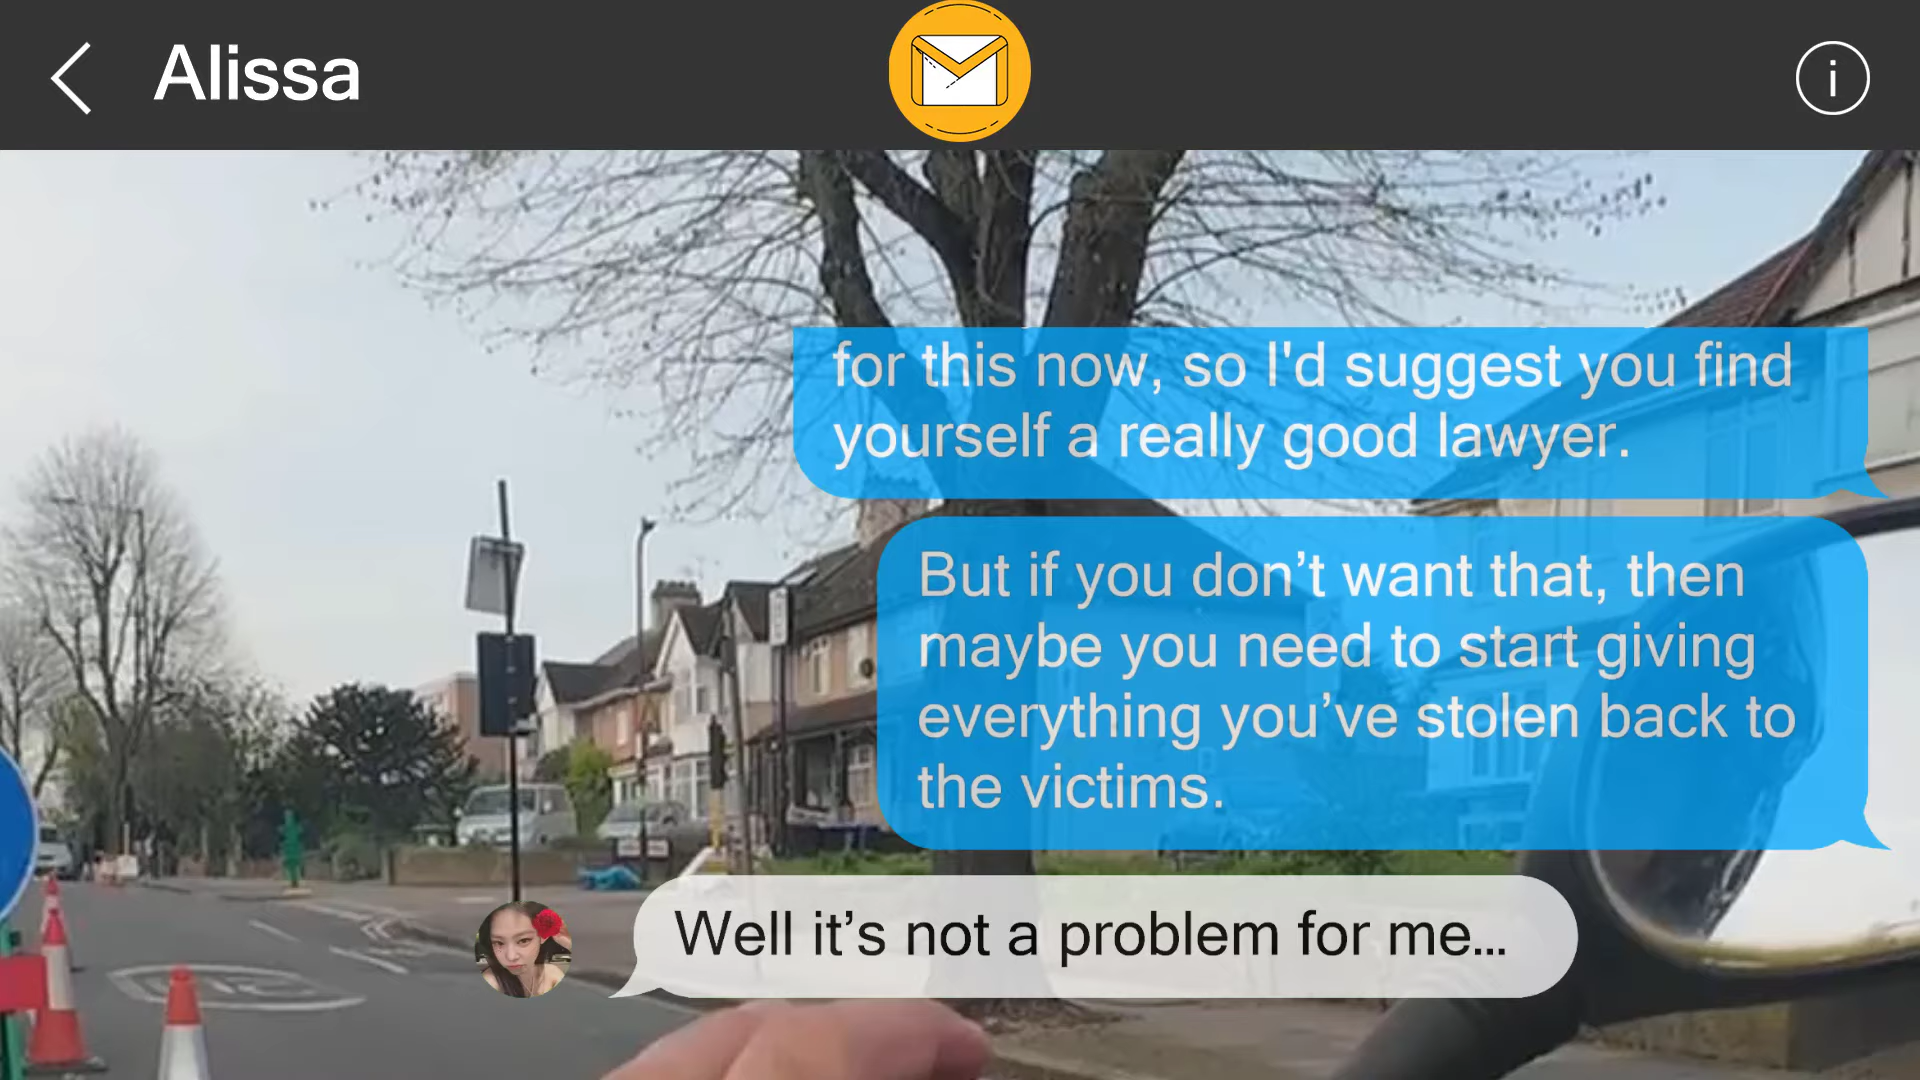 Alissa
i
for this now, so I'd suggest you find
yourself a really good lawyer.
But if you don’t want that, then
maybe you need to start giving
everything you’ve stolen back to
the victims.
Well it’s not a problem for me...